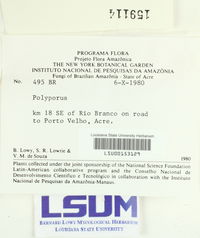 159114
PROGRAMA FLORA
Projeto Flora Amazônica
THE NEW YORK BOTANICAL GARDEN
INSTITUTO NACIONAL DE PESQUISAS DA AMAZÔNIA
Fungi of Brazilian Amazônia - State of Acre
No. 495 BR 6-X-1980
Polyporus
km 18 SE of Rio Branco on road
to Porto Velho, Acre.
Louisiana State University Herbarium
B. Lowy, S. R. Lowrie &
V. M. de Souza 1980
Plants collected under the joint sponsorship of the National Science Foundation
Latin-American collaborative program and the Conselho Nacional de
Desenvolvimento Científico e Tecnológico in collaboration with the Instituto
Nacional de Pesquisas da Amazônia-Manaus.
LSUM
BERNARD LOWY MYCOLOGICAL HERBARIUM
LOUISIANA STATE UNIVERSITY